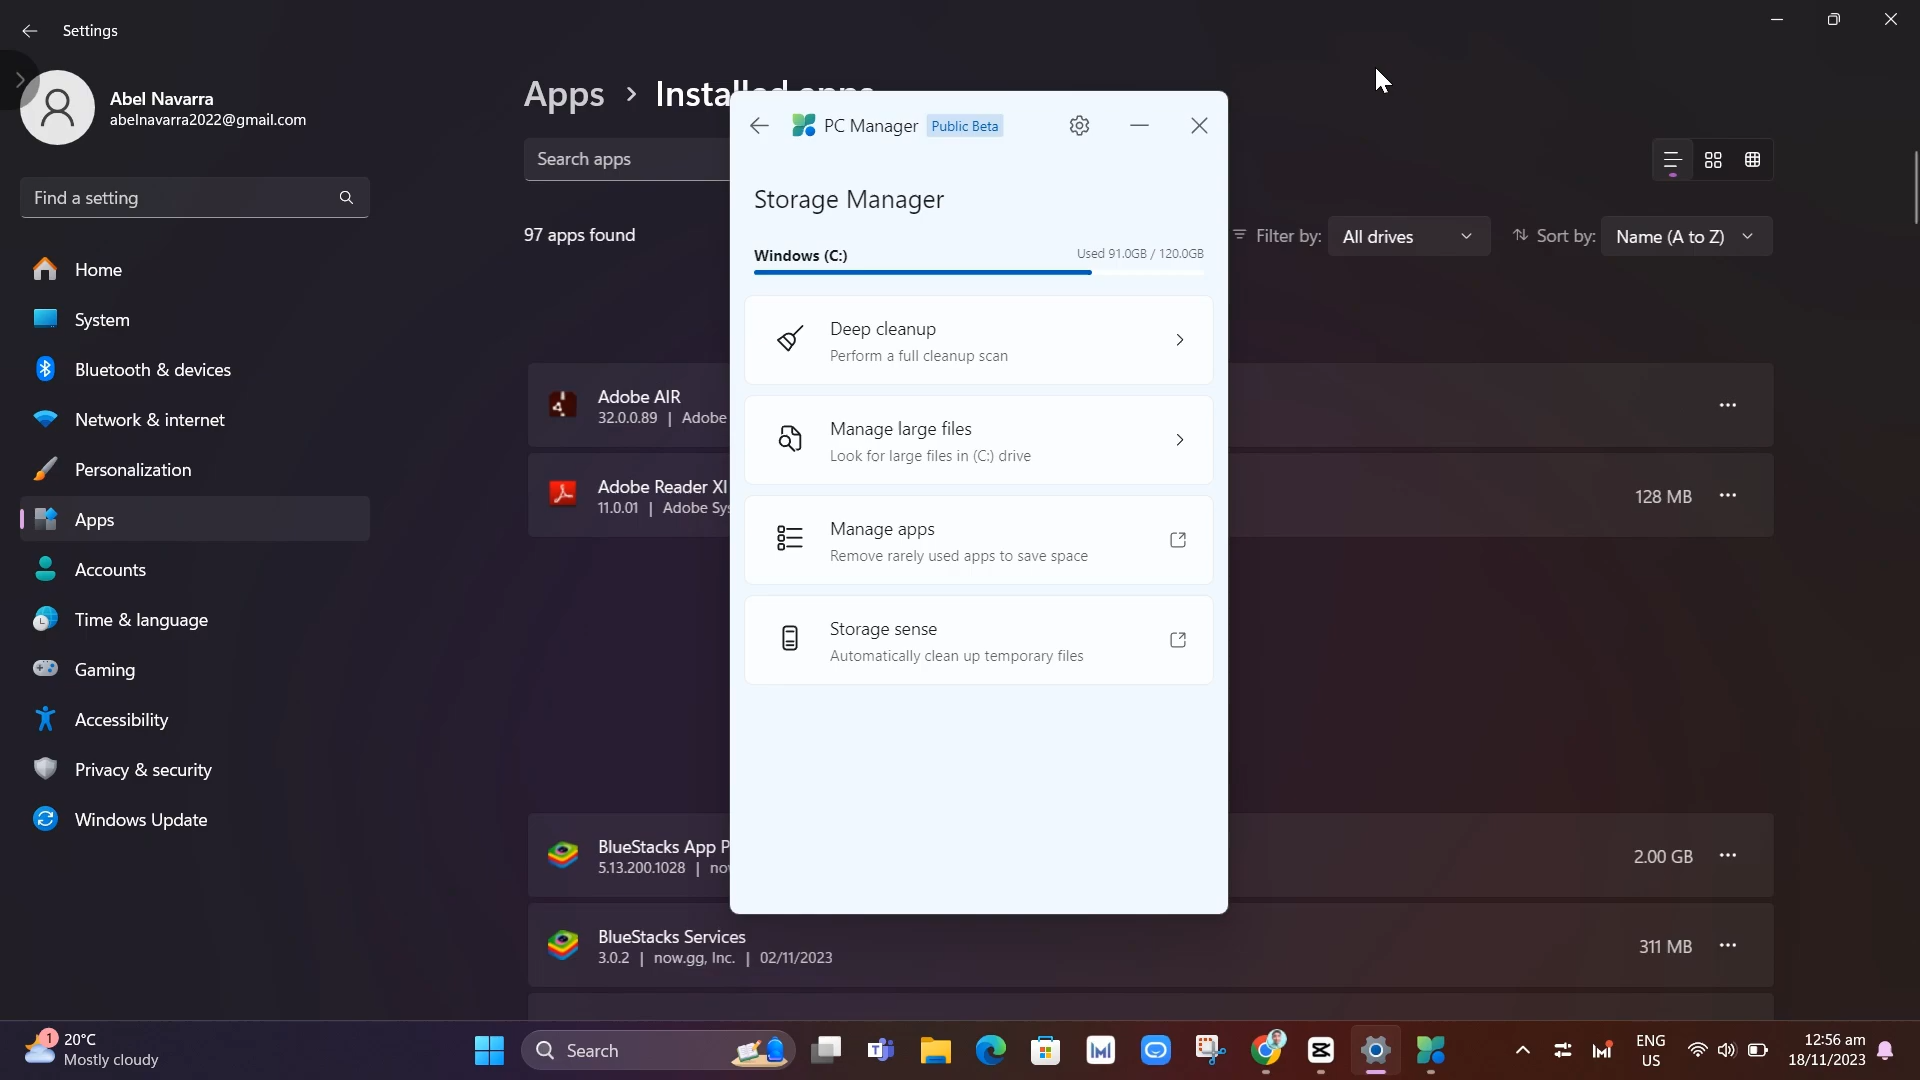 Settings
Abel Navarra
abelnavarra2022@gmail.com
Find a setting
Home
System
Bluetooth & devices
Network & internet
Personalization
Apps
Accounts
Time & language
Gaming
Accessibility
Privacy & security
Windows Update
Apps › Installed apps
Search apps
97 apps found
Filter by: All drives
Sort by: Name (A to Z)
Adobe AIR
32.0.0.89 | Adobe
Adobe Reader XI
11.0.01 | Adobe Sy
128 MB
BlueStacks App P
5.13.200.1028 | now
2.00 GB
BlueStacks Services
3.0.2 | now.gg, Inc. | 02/11/2023
311 MB
PC Manager Public Beta
Storage Manager
Windows (C:) Used 91.0GB / 120.0GB
Deep cleanup
Perform a full cleanup scan
Manage large files
Look for large files in (C:) drive
Manage apps
Remove rarely used apps to save space
Storage sense
Automatically clean up temporary files
1
20°C
Mostly cloudy
Search
ENG
US
12:56 am
18/11/2023